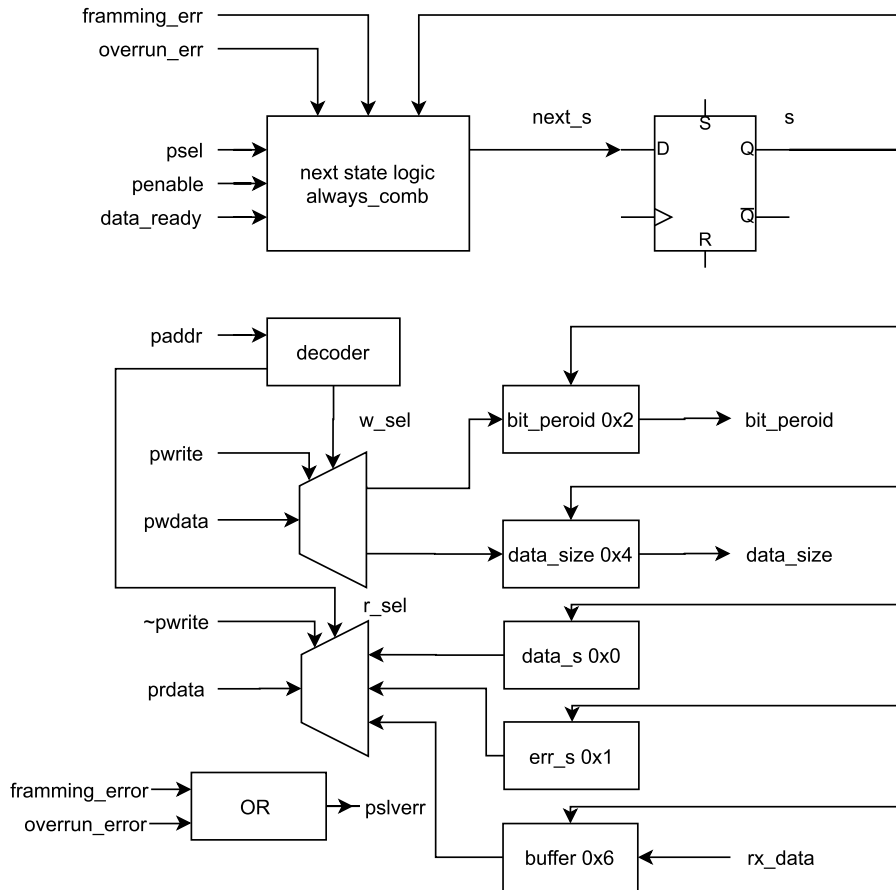 framming_err
overrun_err
psel
penable
data_ready
next state logic
always_comb
next_s
S
D
Q
Q
R
s
paddr
decoder
w_sel
pwrite
pwdata
bit_peroid 0x2
bit_peroid
data_size 0x4
data_size
r_sel
~pwrite
prdata
data_s 0x0
err_s 0x1
framming_error
overrun_error
OR
pslverr
buffer 0x6
rx_data